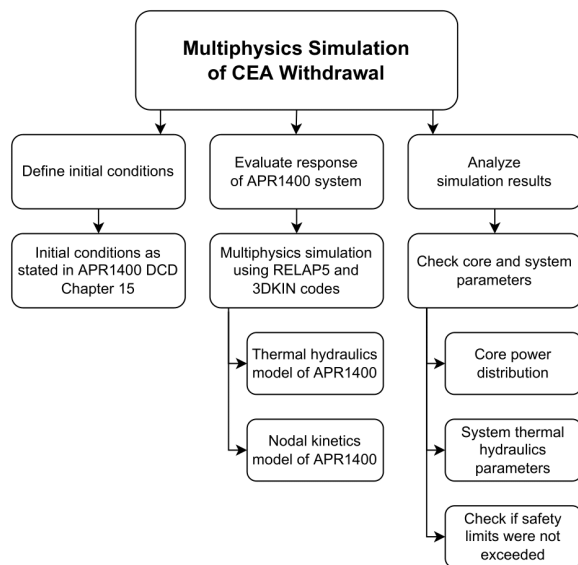 Multiphysics Simulation
of CEA Withdrawal
Define initial conditions
Evaluate response
of APR1400 system
Analyze
simulation results
Initial conditions as
stated in APR1400 DCD
Chapter 15
Multiphysics simulation
using RELAP5 and
3DKIN codes
Check core and system
parameters
Thermal hydraulics
model of APR1400
Core power
distribution
Nodal kinetics
model of APR1400
System thermal
hydraulics
parameters
Check if safety
limits were not
exceeded